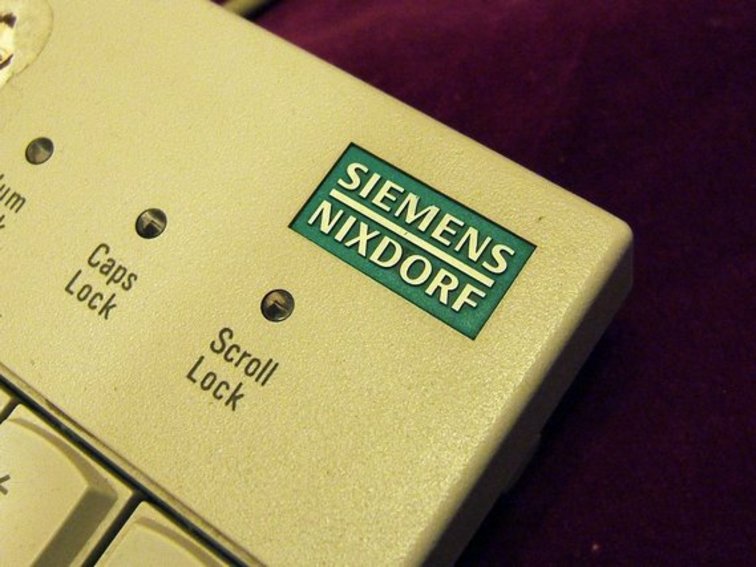 SIEMENS
NIXDORF
Caps
Lock
Scroll
Lock